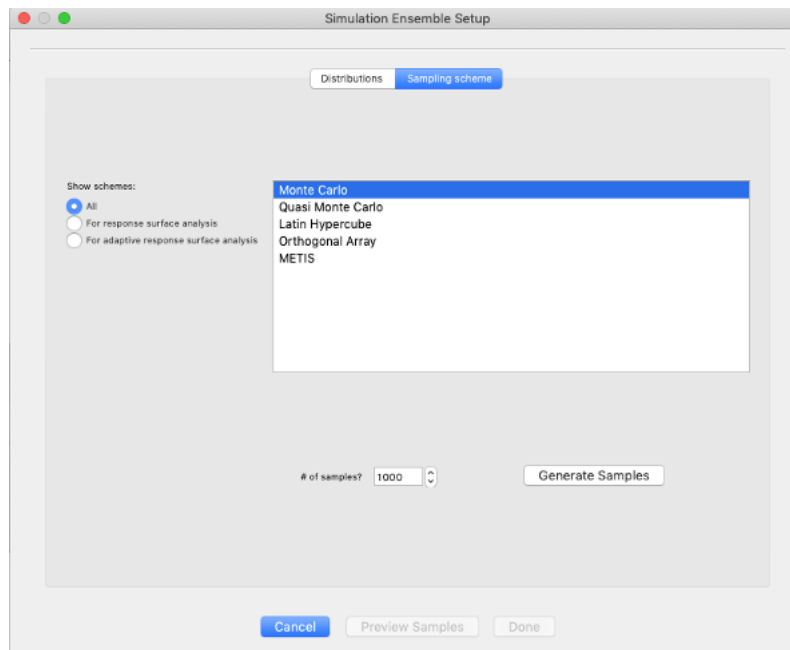 Simulation Ensemble Setup
Distributions Sampling scheme
Show schemes:
All
For response surface analysis
For adaptive response surface analysis
Monte Carlo
Quasi Monte Carlo
Latin Hypercube
Orthogonal Array
METIS
# of samples? 1000 Generate Samples
Cancel Preview Samples Done